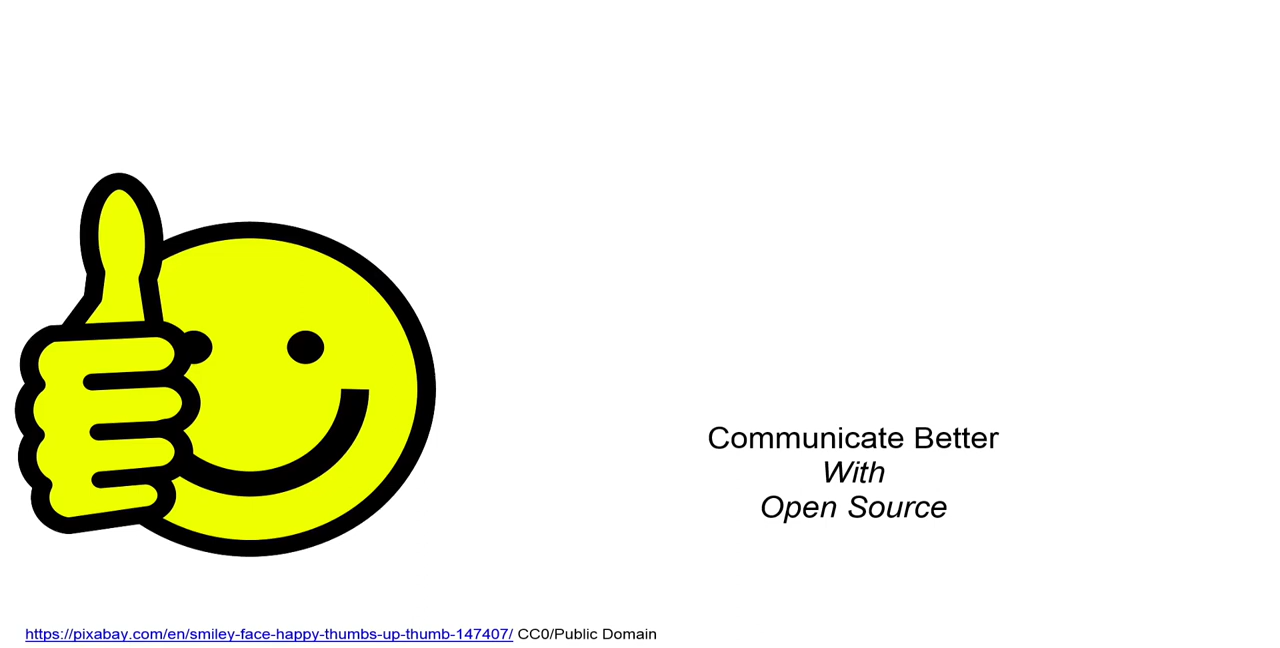 Communicate Better
With
Open Source
https://pixabay.com/en/smiley-face-happy-thumbs-up-thumb-147407/ CC0/Public Domain